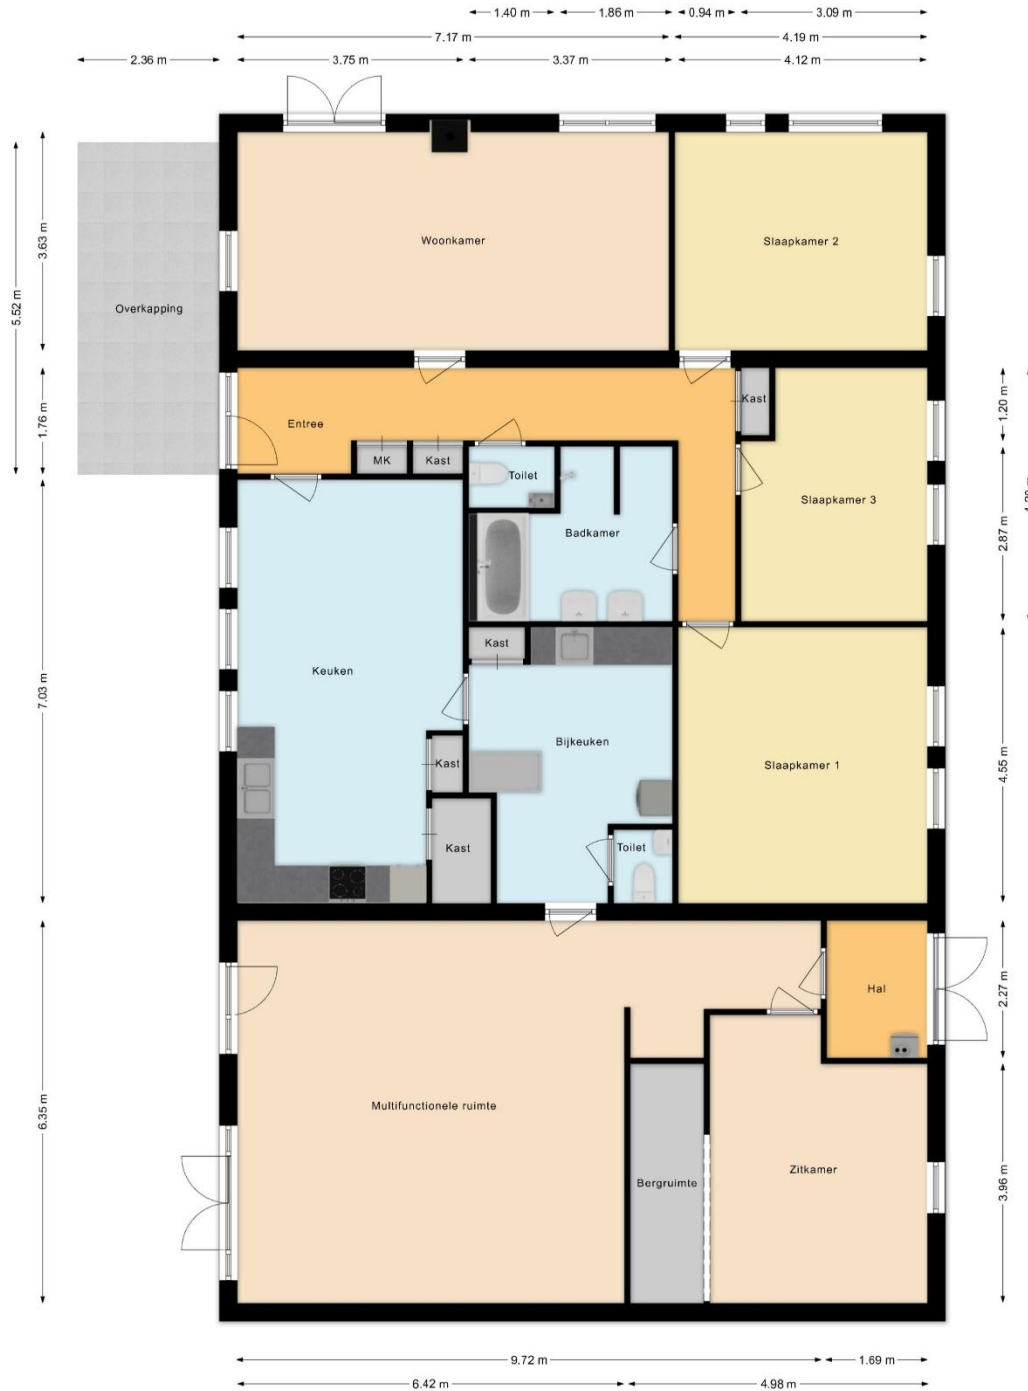 1.40 m
1.86 m
0.94 m
3.09 m
7.17 m
4.19 m
2.36 m
3.75 m
3.37 m
4.12 m
Woonkamer
Slaapkamer 2
3.63 m
5.52 m
Overkapping
1.76 m
Entree
MK
Kast
Toilet
Kast
1.20 m
Slaapkamer 3
Badkamer
2.87 m
Keuken
7.03 m
Kast
Bijkeuken
Kast
Kast
Toilet
Slaapkamer 1
4.55 m
Hal
2.27 m
Multifunctionele ruimte
6.35 m
Bergruimte
Zitkamer
3.96 m
9.72 m
1.69 m
6.42 m
4.98 m